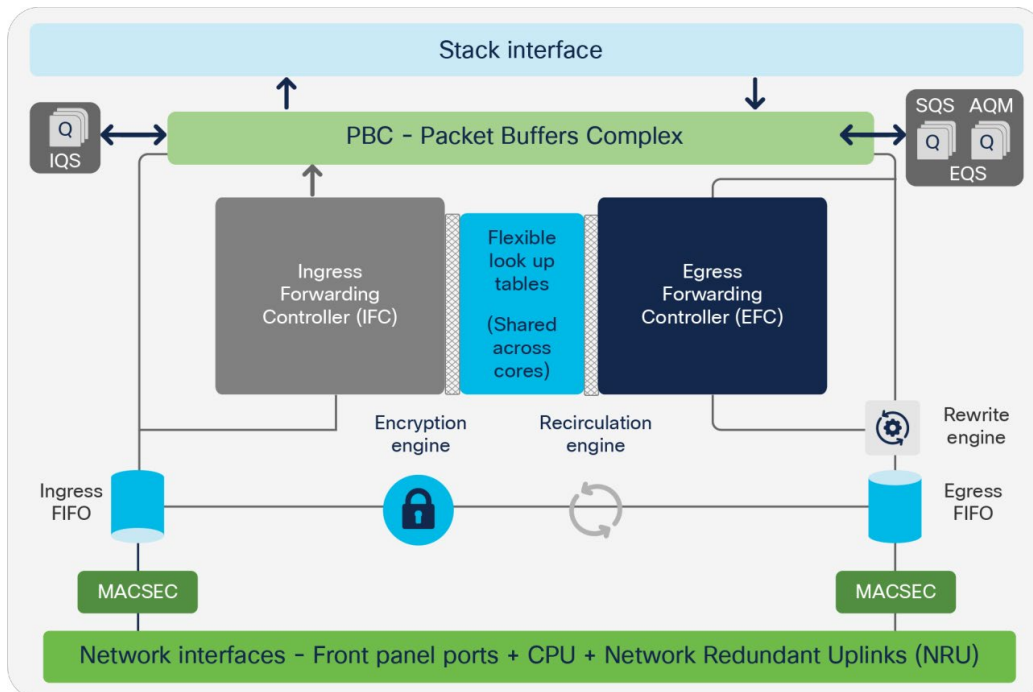 Stack interface
Q
IQS
PBC - Packet Buffers Complex
SQS AQM
Q Q
EQS
Ingress
Forwarding
Controller (IFC)
Flexible
look up
tables
(Shared
across
cores)
Egress
Forwarding
Controller (EFC)
Encryption
engine
Recirculation
engine
Rewrite
engine
Ingress
FIFO
Egress
FIFO
MACSEC
MACSEC
Network interfaces - Front panel ports + CPU + Network Redundant Uplinks (NRU)